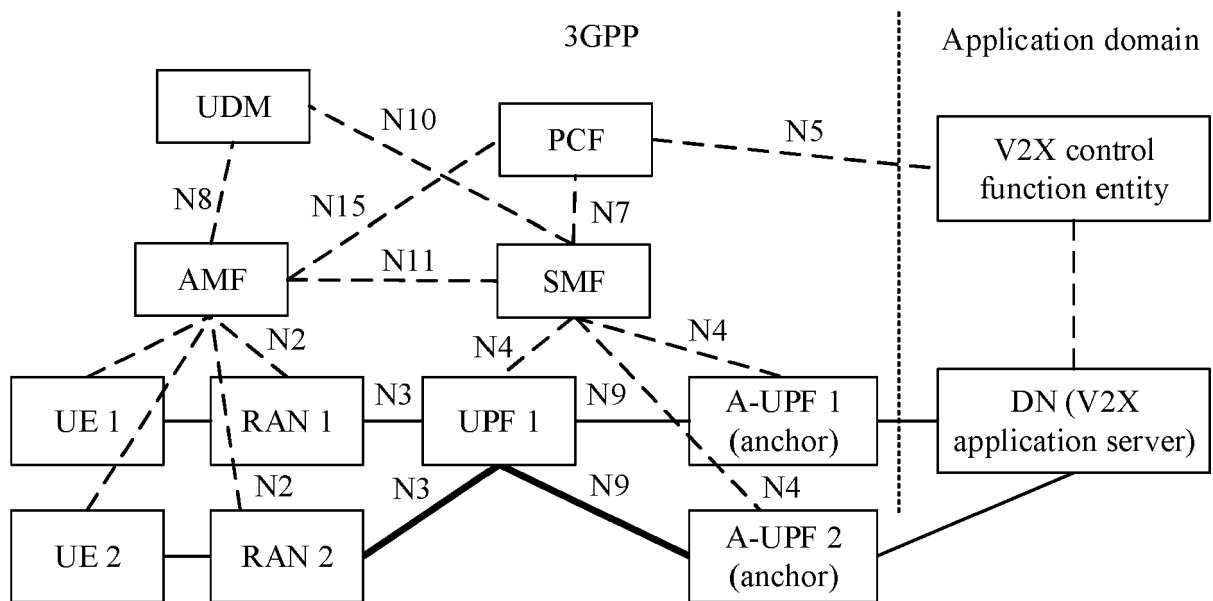 3GPP
Application domain
UDM
N10
PCF
N5
V2X control
function entity
N8
N15
N7
AMF
N11
SMF
N2
N4
N4
UE 1
RAN 1
N3
UPF 1
N9
A-UPF 1
(anchor)
DN (V2X
application server)
N2
N3
N9
N4
UE 2
RAN 2
A-UPF 2
(anchor)